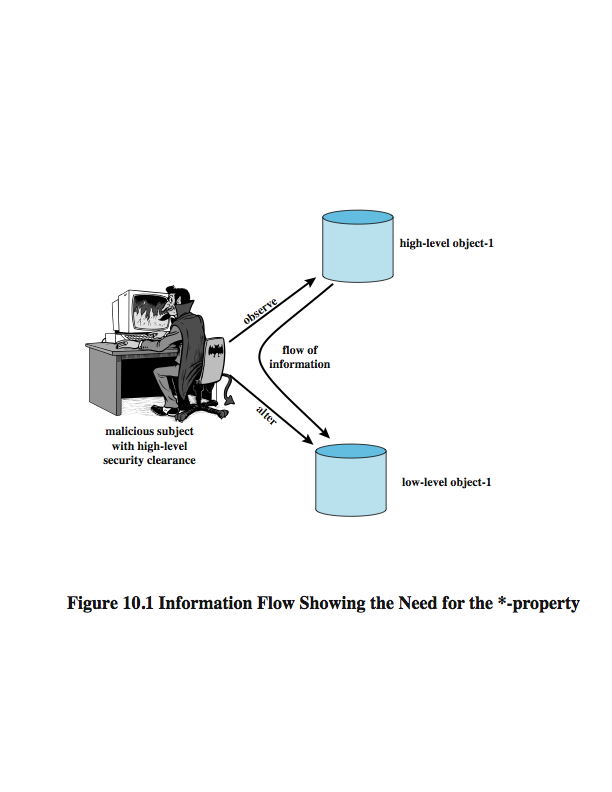 high-level object-1
observe
flow of
information
alter
malicious subject
with high-level
security clearance
low-level object-1
Figure 10.1 Information Flow Showing the Need for the *-property